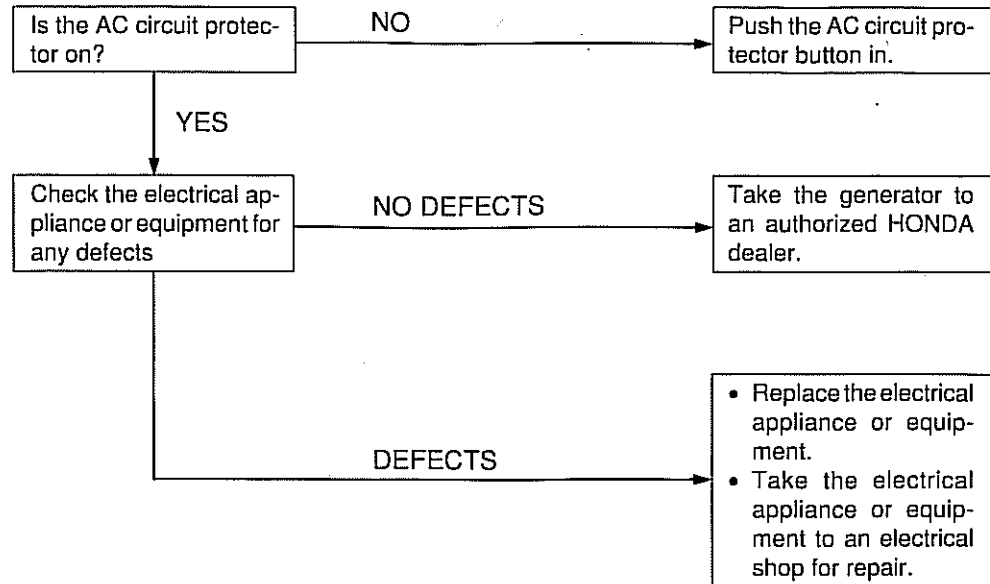 Is the AC circuit protec-
tor on?
NO
Push the AC circuit pro-
tector button in.
YES
Check the electrical ap-
pliance or equipment for
any defects
NO DEFECTS
Take the generator to
an authorized HONDA
dealer.
DEFECTS
• Replace the electrical
appliance or equip-
ment.
• Take the electrical
appliance or equip-
ment to an electrical
shop for repair.